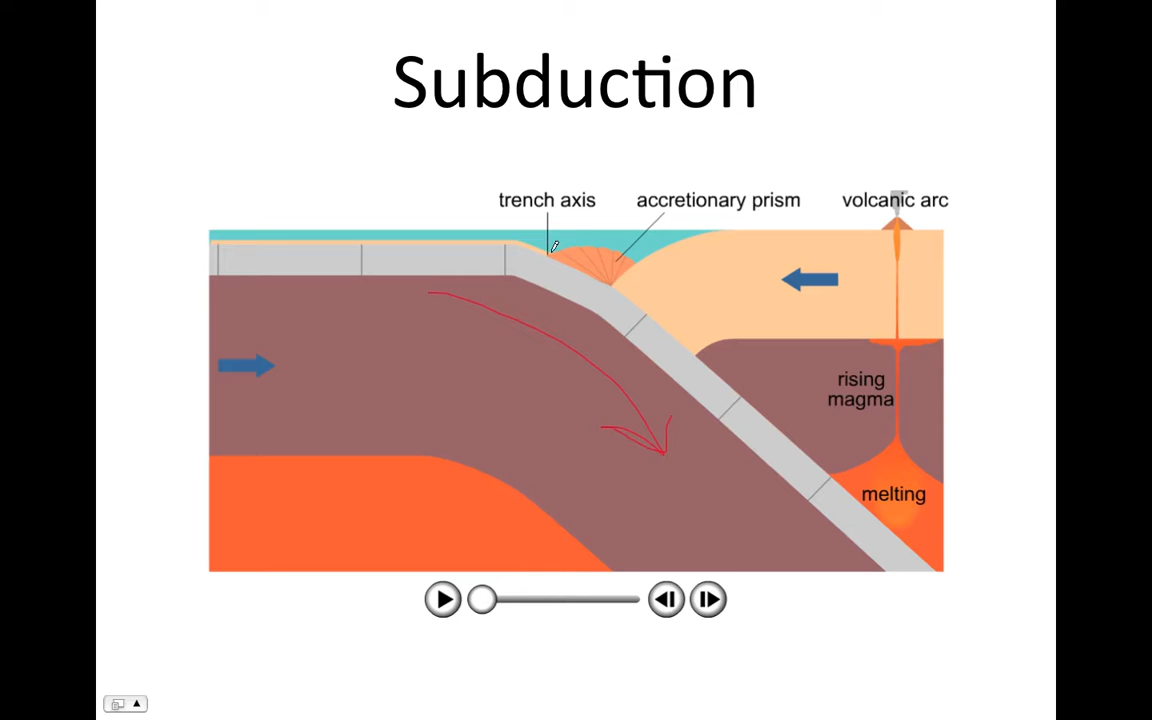 Subduction
trench axis
accretionary prism
volcanic arc
rising
magma
melting